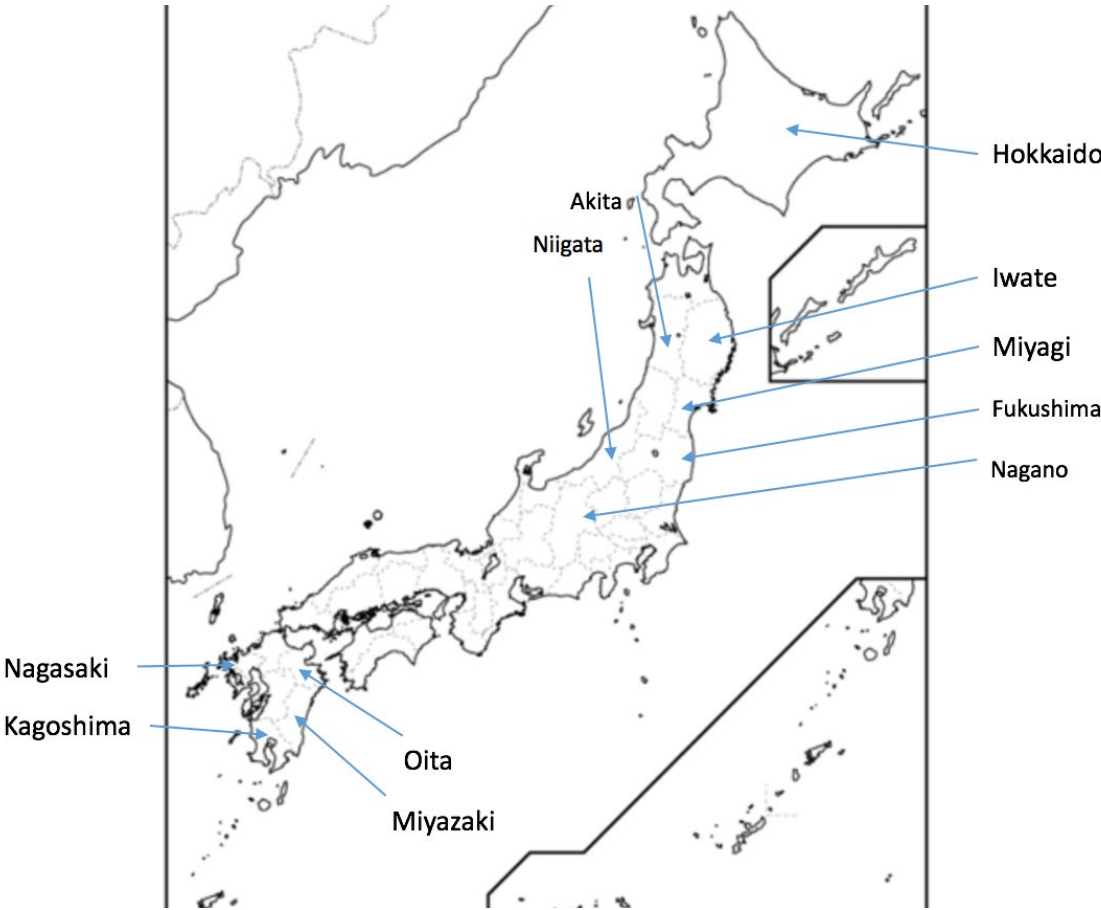 Hokkaido
Akita
Niigata
Iwate
Miyagi
Fukushima
Nagano
Nagasaki
Kagoshima
Oita
Miyazaki